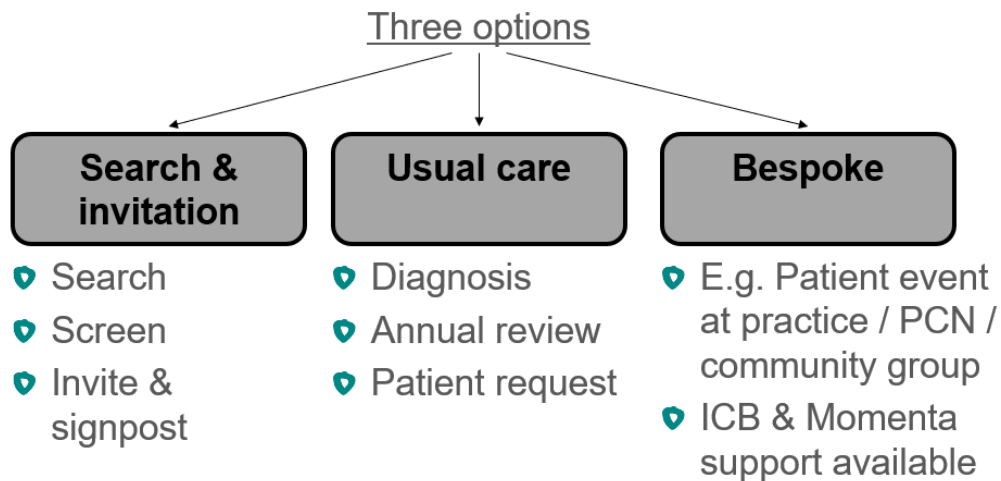 Three options
Search &
invitation
Search
Screen
Invite &
signpost
Usual care
Diagnosis
Annual review
Patient request
Bespoke
E.g. Patient event
at practice / PCN /
community group
ICB & Momenta
support available